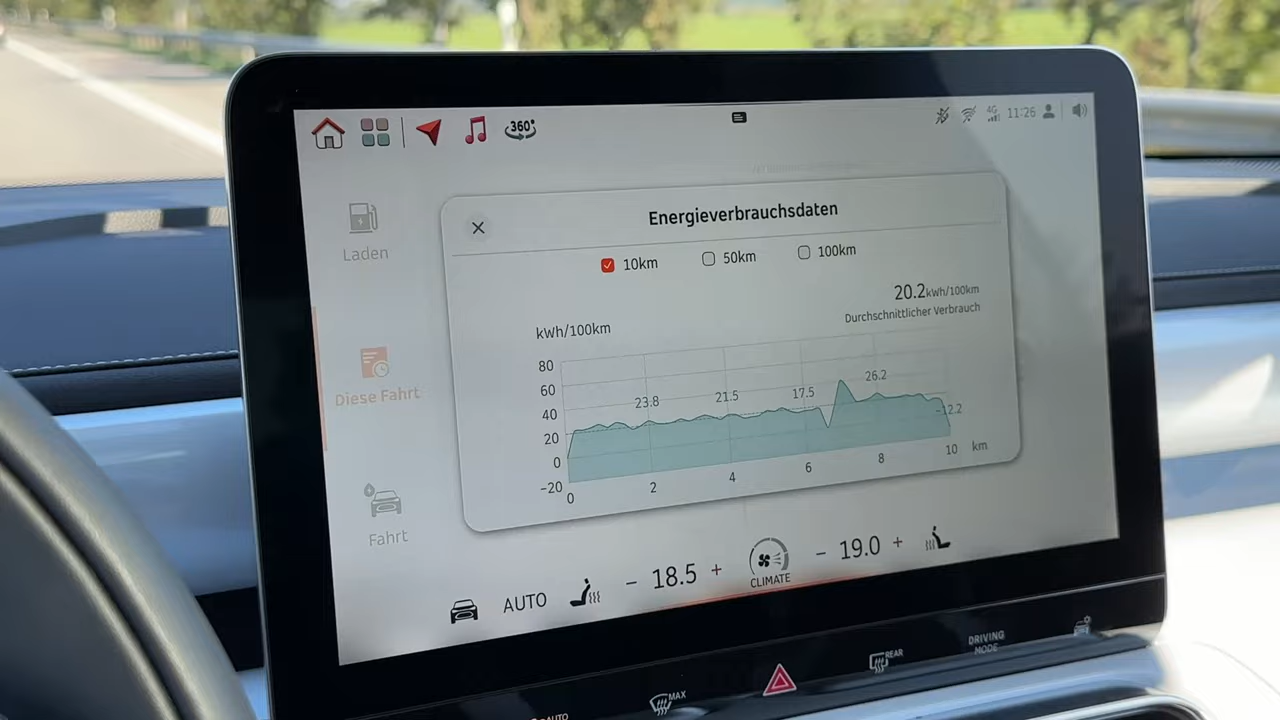 360°
4G
11:26
Laden
Diese Fahrt
Fahrt
Energieverbrauchsdaten
10km
50km
100km
20.2kWh/100km
Durchschnittlicher Verbrauch
kWh/100km
80
60
40
20
0
-20
23.8
21.5
17.5
26.2
-12.2
0
2
4
6
8
10
km
AUTO
− 18.5 +
CLIMATE
− 19.0 +
AUTO
MAX
REAR
DRIVING
MODE